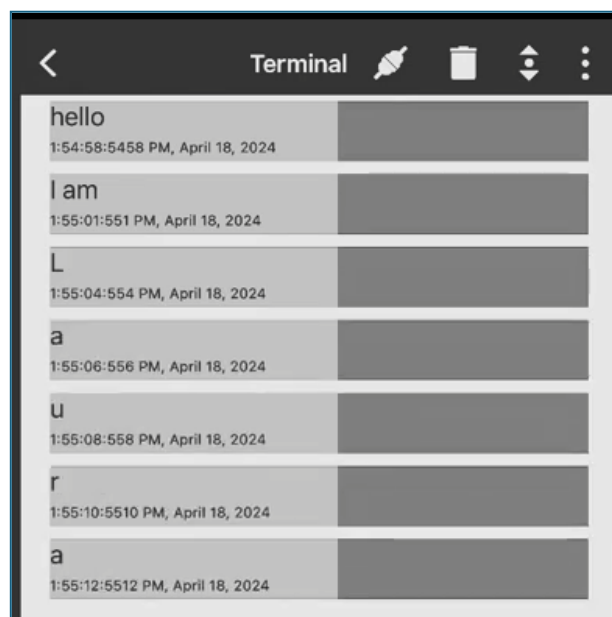 Terminal
hello
1:54:58:5458 PM, April 18, 2024
I am
1:55:01:551 PM, April 18, 2024
L
1:55:04:554 PM, April 18, 2024
a
1:55:06:556 PM, April 18, 2024
u
1:55:08:558 PM, April 18, 2024
r
1:55:10:5510 PM, April 18, 2024
a
1:55:12:5512 PM, April 18, 2024